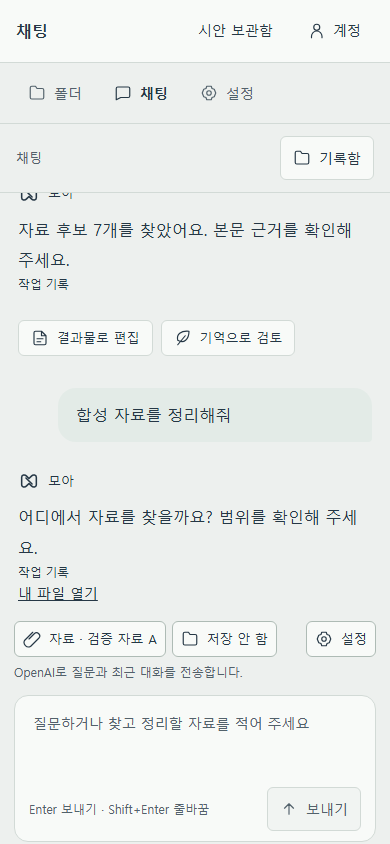 채팅
시안 보관함
계정
폴더
채팅
설정
채팅
기록함
모아
자료 후보 7개를 찾았어요. 본문 근거를 확인해
주세요.
작업 기록
결과물로 편집
기억으로 검토
합성 자료를 정리해줘
모아
어디에서 자료를 찾을까요? 범위를 확인해 주세
요.
작업 기록
내 파일 열기
자료 · 검증 자료 A
저장 안 함
설정
OpenAI로 질문과 최근 대화를 전송합니다.
질문하거나 찾고 정리할 자료를 적어 주세요
Enter 보내기 · Shift+Enter 줄바꿈
보내기